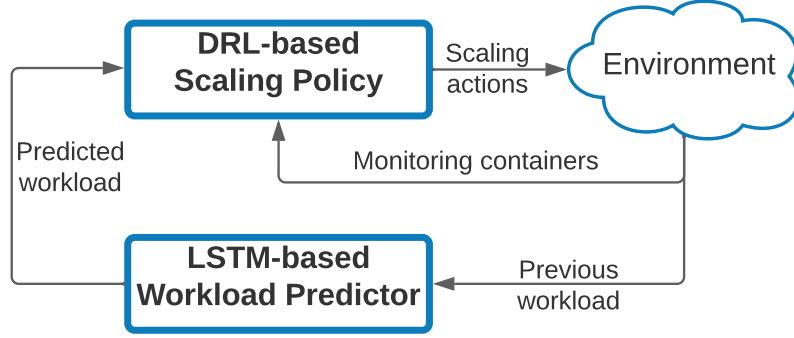 DRL-based
Scaling Policy
Scaling
actions
Environment
Predicted
workload
Monitoring containers
LSTM-based
Workload Predictor
Previous
workload